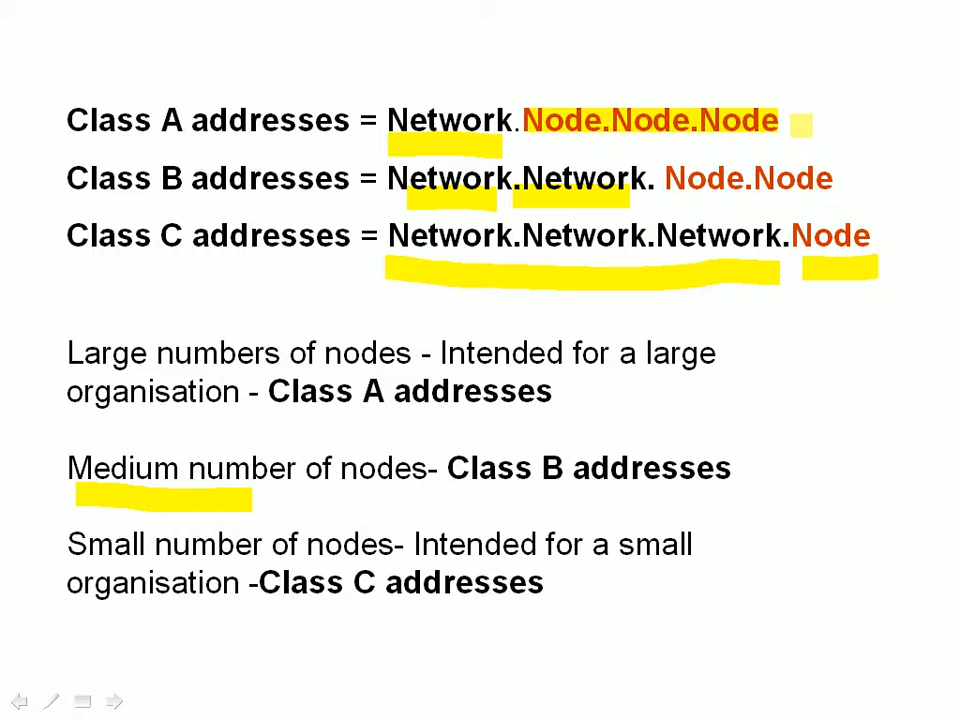 Class A addresses = Network.Node.Node.Node
Class B addresses = Network.Network. Node.Node
Class C addresses = Network.Network.Network.Node
Large numbers of nodes - Intended for a large
organisation - Class A addresses
Medium number of nodes- Class B addresses
Small number of nodes- Intended for a small
organisation -Class C addresses